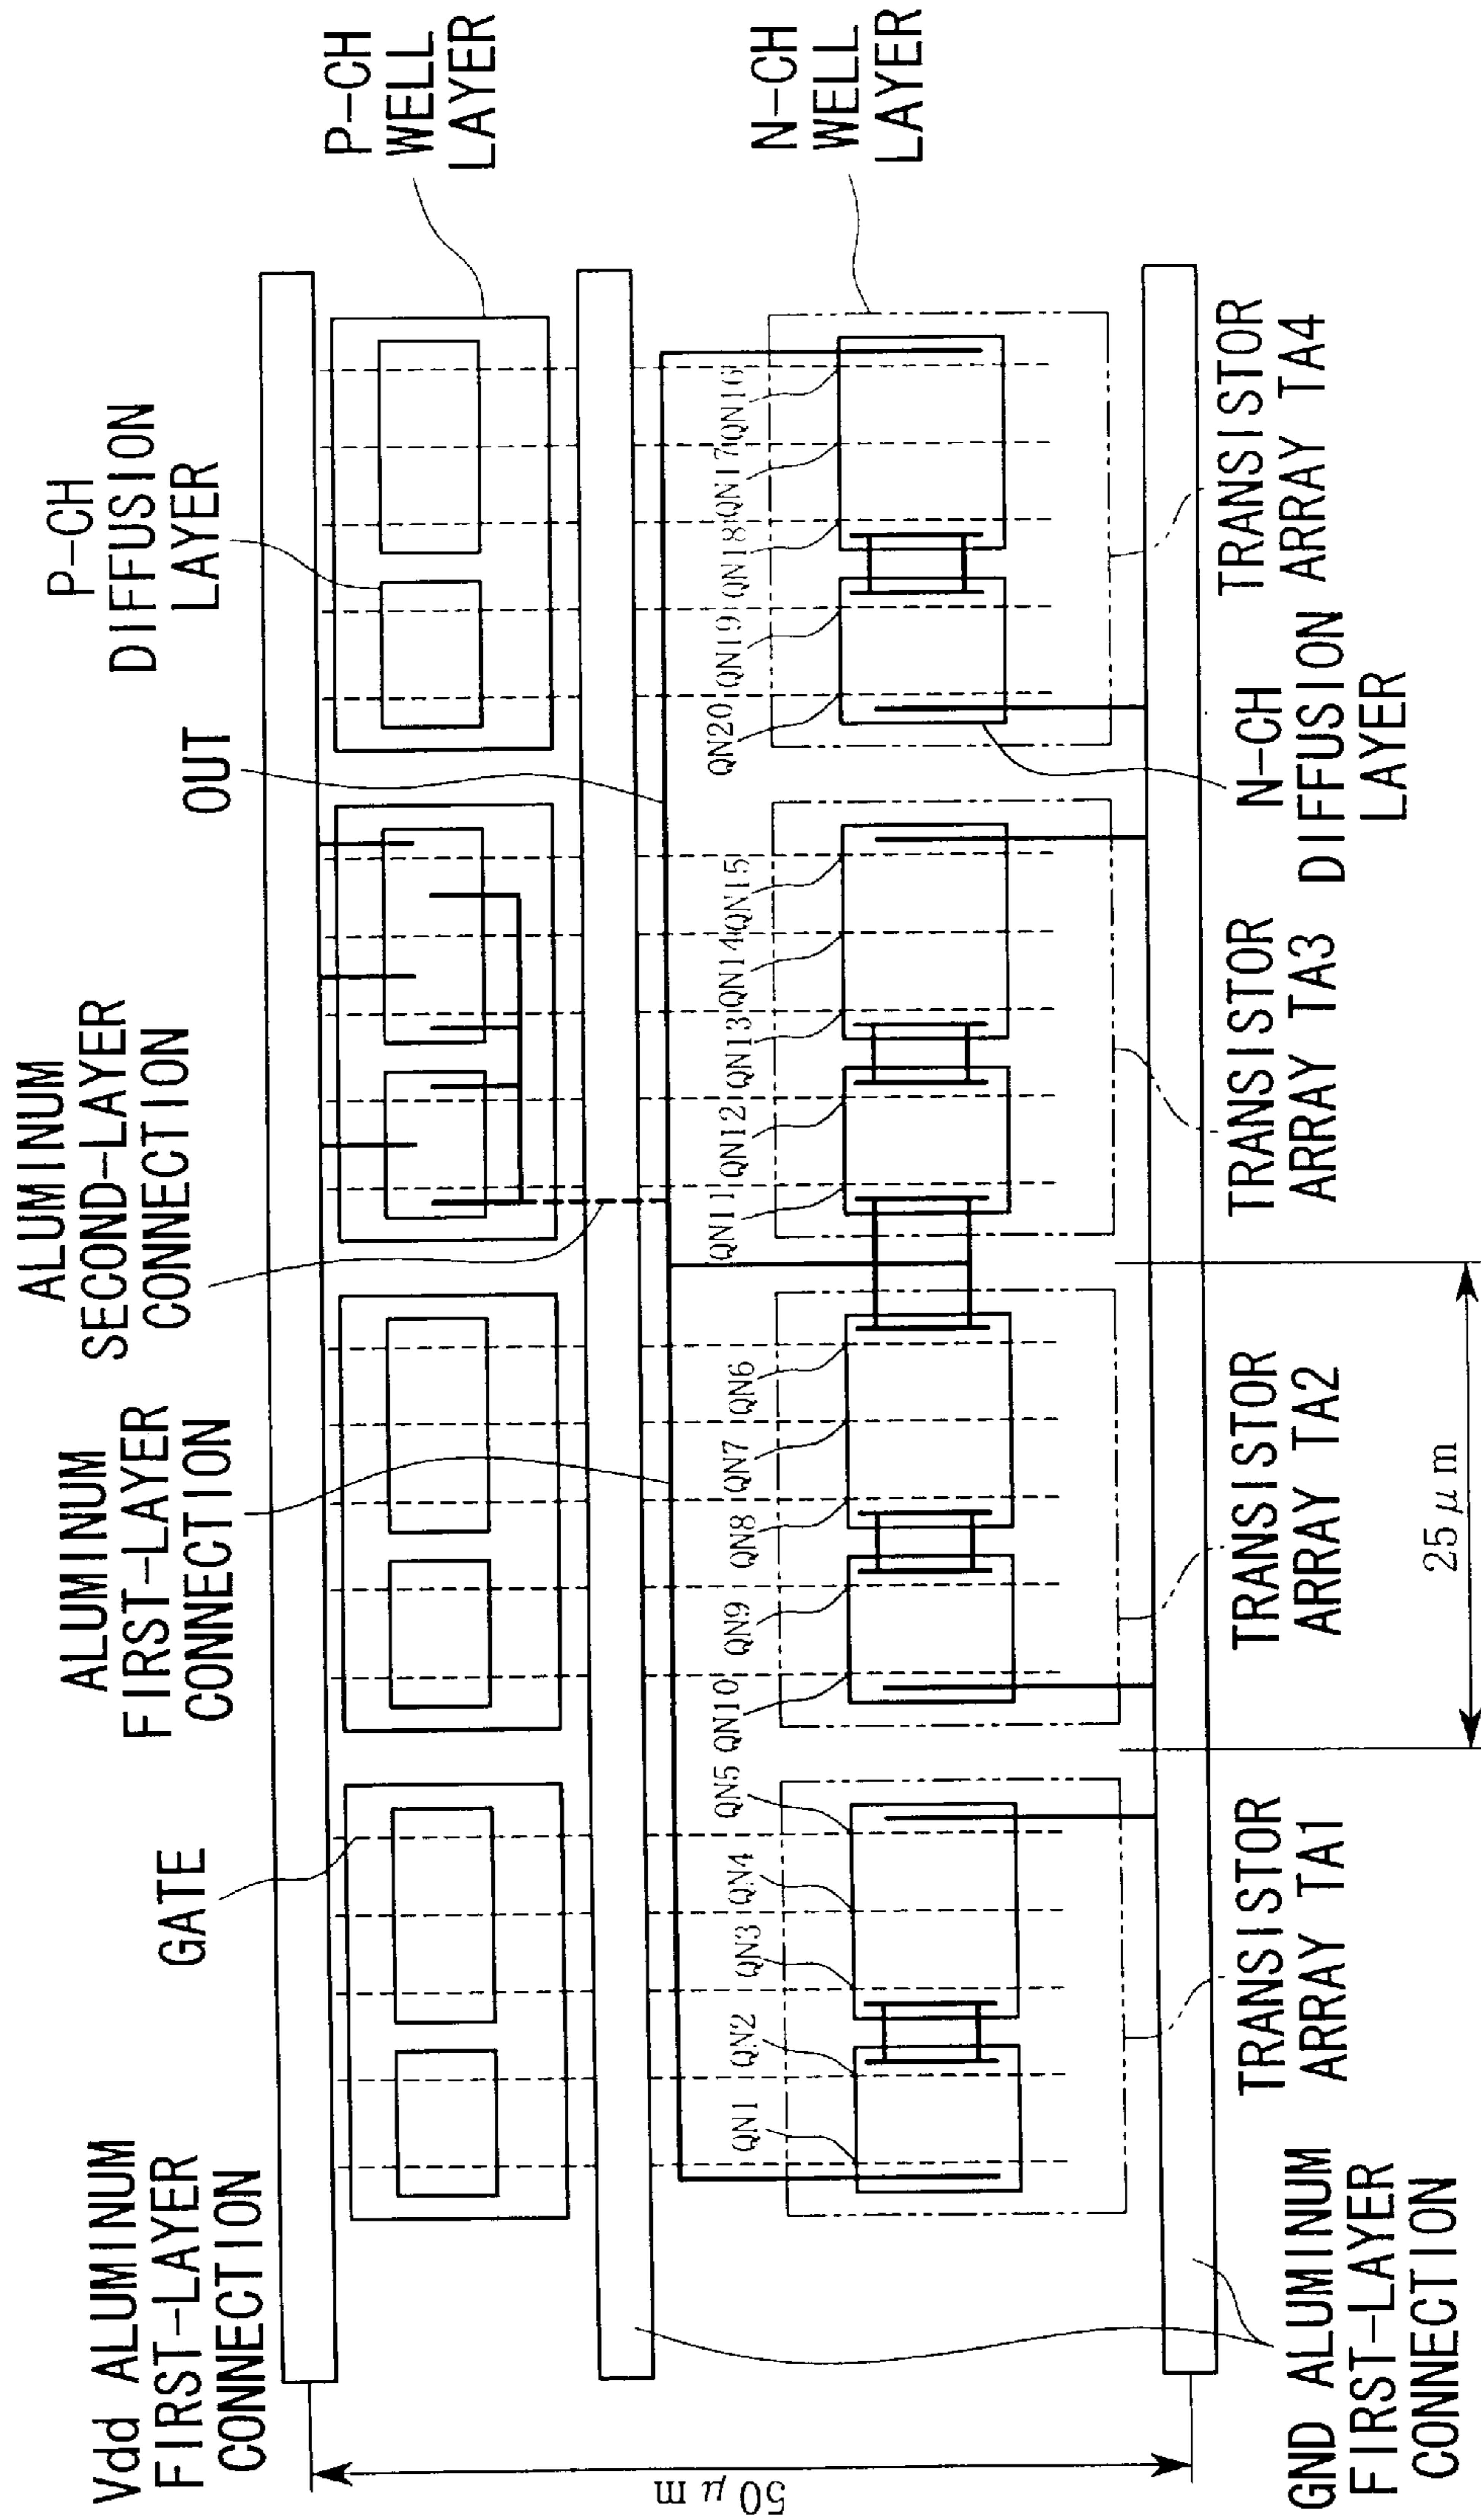 Vdd ALUMINUM
FIRST-LAYER
CONNECTION
GATE
ALUMINUM
FIRST-LAYER
CONNECTION
ALUMINUM
SECOND-LAYER
CONNECTION
OUT
P-CH
DIFFUSION
LAYER
P-CH
WELL
LAYER
N-CH
WELL
LAYER
QN1
QN2
QN3
QN4
QN5
QN10
QN9
QN8
QN7
QN6
QN11
QN12
QN13
QN14
QN15
QN20
QN19
QN18
QN17
QN16
50μm
GND ALUMINUM
FIRST-LAYER
CONNECTION
TRANSISTOR
ARRAY TA1
TRANSISTOR
ARRAY TA2
25μm
TRANSISTOR
ARRAY TA3
N-CH
DIFFUSION
LAYER
TRANSISTOR
ARRAY TA4